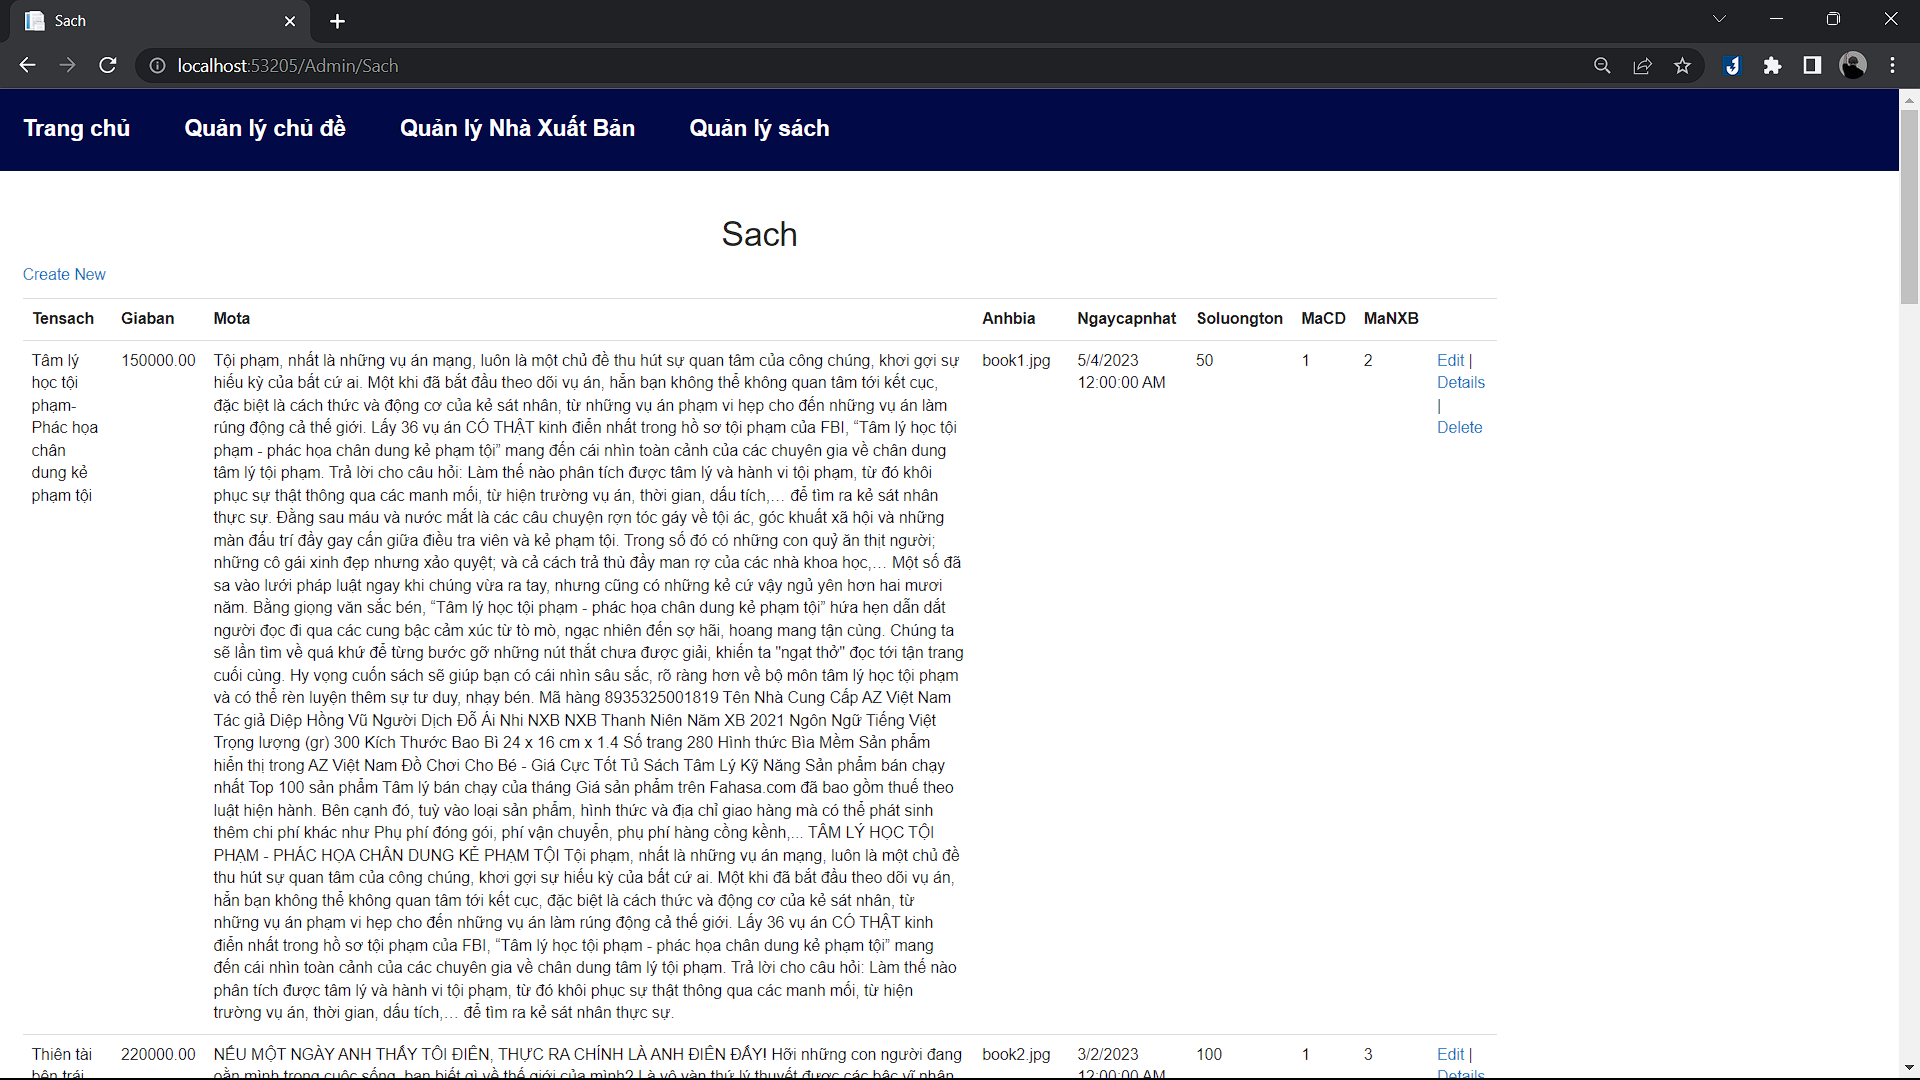 Sach
localhost:53205/Admin/Sach
Trang chủ Quản lý chủ đề Quản lý Nhà Xuất Bản Quản lý sách
Sach
Create New
Tensach Giaban Mota Anhbia Ngaycapnhat Soluongton MaCD MaNXB
Tâm lý
học tội
phạm-
Phác họa
chân
dung kẻ
phạm tội
150000.00
Tội phạm, nhất là những vụ án mạng, luôn là một chủ đề thu hút sự quan tâm của công chúng, khơi gợi sự
hiếu kỳ của bất cứ ai. Một khi đã bắt đầu theo dõi vụ án, hẳn bạn không thể không quan tâm tới kết cục,
đặc biệt là cách thức và động cơ của kẻ sát nhân, từ những vụ án phạm vi hẹp cho đến những vụ án làm
rúng động cả thế giới. Lấy 36 vụ án CÓ THẬT kinh điển nhất trong hồ sơ tội phạm của FBI, “Tâm lý học tội
phạm - phác họa chân dung kẻ phạm tội” mang đến cái nhìn toàn cảnh của các chuyên gia về chân dung
tâm lý tội phạm. Trả lời cho câu hỏi: Làm thế nào phân tích được tâm lý và hành vi tội phạm, từ đó khôi
phục sự thật thông qua các manh mối, từ hiện trường vụ án, thời gian, dấu tích,… để tìm ra kẻ sát nhân
thực sự. Đằng sau máu và nước mắt là các câu chuyện rợn tóc gáy về tội ác, góc khuất xã hội và những
màn đấu trí đầy gay cấn giữa điều tra viên và kẻ phạm tội. Trong số đó có những con quỷ ăn thịt người;
những cô gái xinh đẹp nhưng xảo quyệt; và cả cách trả thù đầy man rợ của các nhà khoa học,… Một số đã
sa vào lưới pháp luật ngay khi chúng vừa ra tay, nhưng cũng có những kẻ cứ vậy ngủ yên hơn hai mươi
năm. Bằng giọng văn sắc bén, “Tâm lý học tội phạm - phác họa chân dung kẻ phạm tội” hứa hẹn dẫn dắt
người đọc đi qua các cung bậc cảm xúc từ tò mò, ngạc nhiên đến sợ hãi, hoang mang tận cùng. Chúng ta
sẽ lần tìm về quá khứ để từng bước gỡ những nút thắt chưa được giải, khiến ta "ngạt thở" đọc tới tận trang
cuối cùng. Hy vọng cuốn sách sẽ giúp bạn có cái nhìn sâu sắc, rõ ràng hơn về bộ môn tâm lý học tội phạm
và có thể rèn luyện thêm sự tư duy, nhạy bén. Mã hàng 8935325001819 Tên Nhà Cung Cấp AZ Việt Nam
Tác giả Diệp Hồng Vũ Người Dịch Đỗ Ái Nhi NXB NXB Thanh Niên Năm XB 2021 Ngôn Ngữ Tiếng Việt
Trọng lượng (gr) 300 Kích Thước Bao Bì 24 x 16 cm x 1.4 Số trang 280 Hình thức Bìa Mềm Sản phẩm
hiển thị trong AZ Việt Nam Đồ Chơi Cho Bé - Giá Cực Tốt Tủ Sách Tâm Lý Kỹ Năng Sản phẩm bán chạy
nhất Top 100 sản phẩm Tâm lý bán chạy của tháng Giá sản phẩm trên Fahasa.com đã bao gồm thuế theo
luật hiện hành. Bên cạnh đó, tuỳ vào loại sản phẩm, hình thức và địa chỉ giao hàng mà có thể phát sinh
thêm chi phí khác như Phụ phí đóng gói, phí vận chuyển, phụ phí hàng cồng kềnh,... TÂM LÝ HỌC TỘI
PHẠM - PHÁC HỌA CHÂN DUNG KẺ PHẠM TỘI Tội phạm, nhất là những vụ án mạng, luôn là một chủ đề
thu hút sự quan tâm của công chúng, khơi gợi sự hiếu kỳ của bất cứ ai. Một khi đã bắt đầu theo dõi vụ án,
hẳn bạn không thể không quan tâm tới kết cục, đặc biệt là cách thức và động cơ của kẻ sát nhân, từ
những vụ án phạm vi hẹp cho đến những vụ án làm rúng động cả thế giới. Lấy 36 vụ án CÓ THẬT kinh
điển nhất trong hồ sơ tội phạm của FBI, “Tâm lý học tội phạm - phác họa chân dung kẻ phạm tội” mang
đến cái nhìn toàn cảnh của các chuyên gia về chân dung tâm lý tội phạm. Trả lời cho câu hỏi: Làm thế nào
phân tích được tâm lý và hành vi tội phạm, từ đó khôi phục sự thật thông qua các manh mối, từ hiện
trường vụ án, thời gian, dấu tích,… để tìm ra kẻ sát nhân thực sự.
book1.jpg
5/4/2023
12:00:00 AM
50
1
2
Edit |
Details
|
Delete
Thiên tài
bên trái
220000.00
NẾU MỘT NGÀY ANH THẤY TÔI ĐIÊN, THỰC RA CHÍNH LÀ ANH ĐIÊN ĐẤY! Hỡi những con người đang
oằn mình trong cuộc sống, bạn biết gì về thế giới của mình? Là vô vàn thứ lý thuyết được các bậc vĩ nhân
book2.jpg
3/2/2023
12:00:00 AM
100
1
3
Edit |
Details